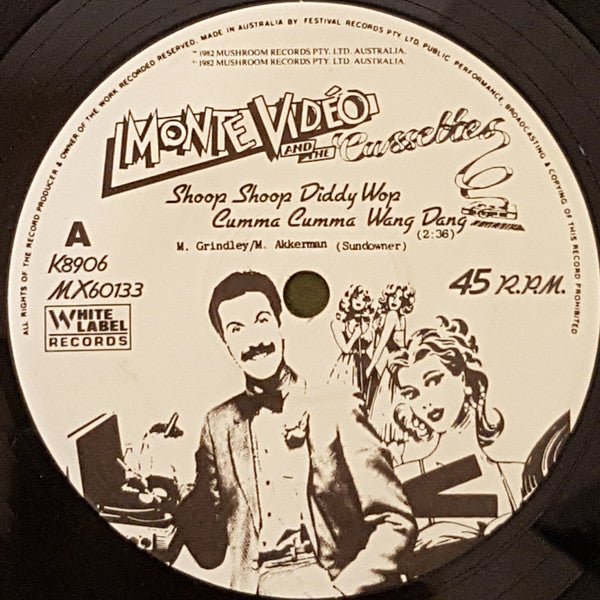 ALL RIGHTS OF THE RECORD PRODUCER & OWNER OF THE WORK RECORDED RESERVED. MADE IN AUSTRALIA BY FESTIVAL RECORDS PTY. LTD. PUBLIC PERFORMANCE, BROADCASTING & COPYING OF THIS RECORD PROHIBITED
1982 MUSHROOM RECORDS PTY. LTD. AUSTRALIA.
1982 MUSHROOM RECORDS PTY. LTD. AUSTRALIA.
MONTE VIDÉO
AND THE Cassettes
Shoop Shoop Diddy Wop
Cumma Cumma Wang Dang
(2:36)
A
M. Grindley/M. Akkerman (Sundowner)
K8906
MX60133
45 R.P.M.
WHITE
LABEL
RECORDS